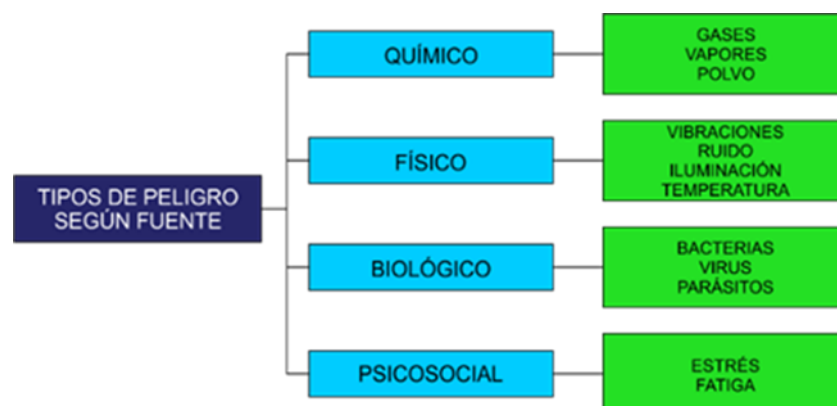 TIPOS DE PELIGRO
SEGÚN FUENTE
QUÍMICO
GASES
VAPORES
POLVO
FÍSICO
VIBRACIONES
RUIDO
ILUMINACIÓN
TEMPERATURA
BIOLÓGICO
BACTERIAS
VIRUS
PARÁSITOS
PSICOSOCIAL
ESTRÉS
FATIGA